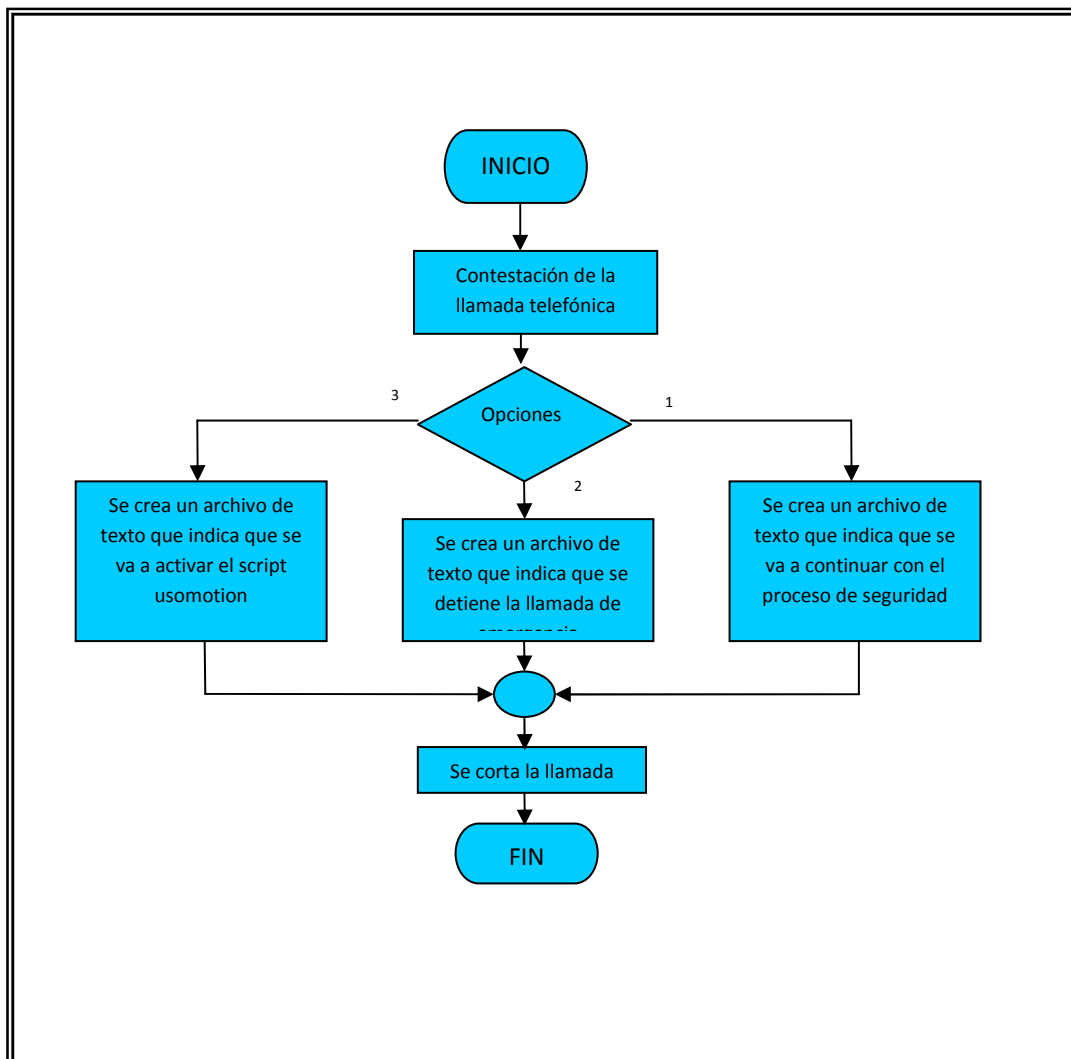 INICIO
Contestación de la
llamada telefónica
3
Opciones
1
2
Se crea un archivo de
texto que indica que se
va a activar el script
usomotion
Se crea un archivo de
texto que indica que se
detiene la llamada de
Se crea un archivo de
texto que indica que se
va a continuar con el
proceso de seguridad
Se corta la llamada
FIN